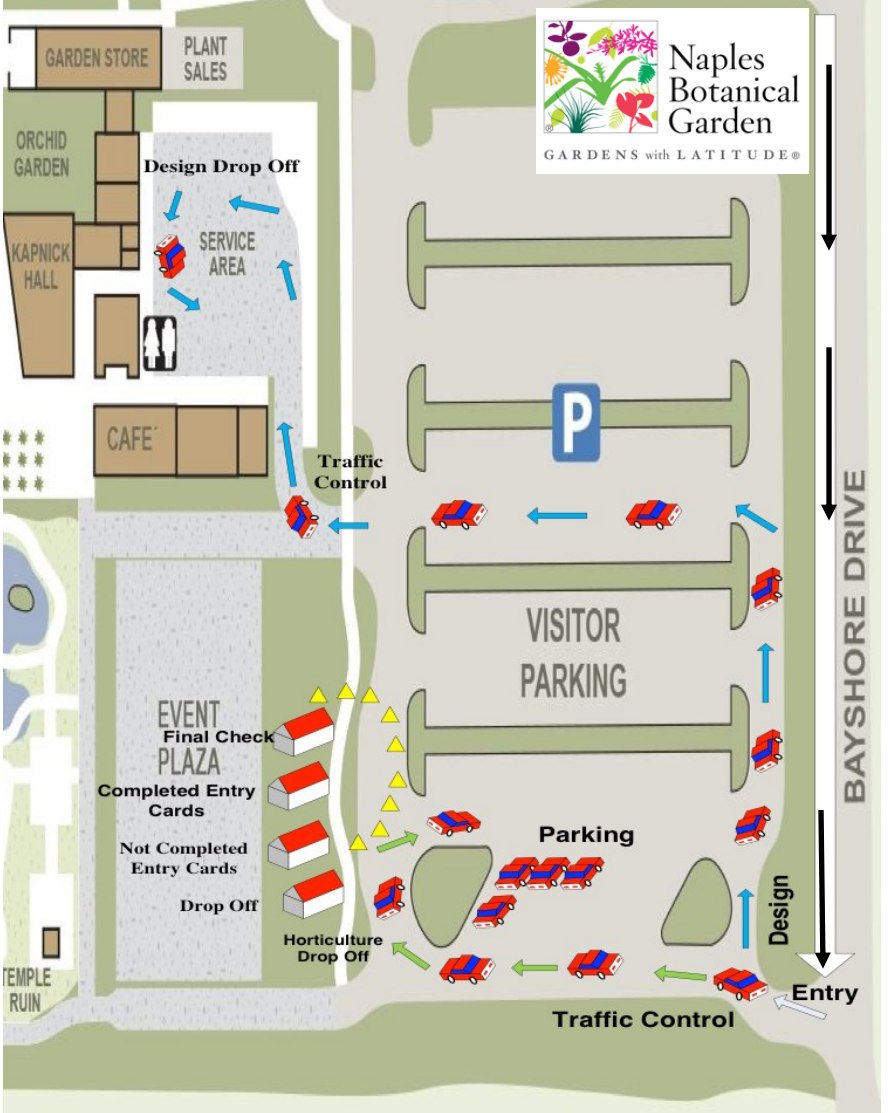 GARDEN STORE
PLANT
SALES
Naples
Botanical
Garden
®
GARDENS with LATITUDE®
ORCHID
GARDEN
Design Drop Off
KAPNICK
HALL
SERVICE
AREA
P
CAFE´
Traffic
Control
BAYSHORE DRIVE
VISITOR
PARKING
EVENT
PLAZA
Final Check
Completed Entry
Cards
Not Completed
Entry Cards
Drop Off
Parking
Design
Horticulture
Drop Off
TEMPLE
RUIN
Entry
Traffic Control